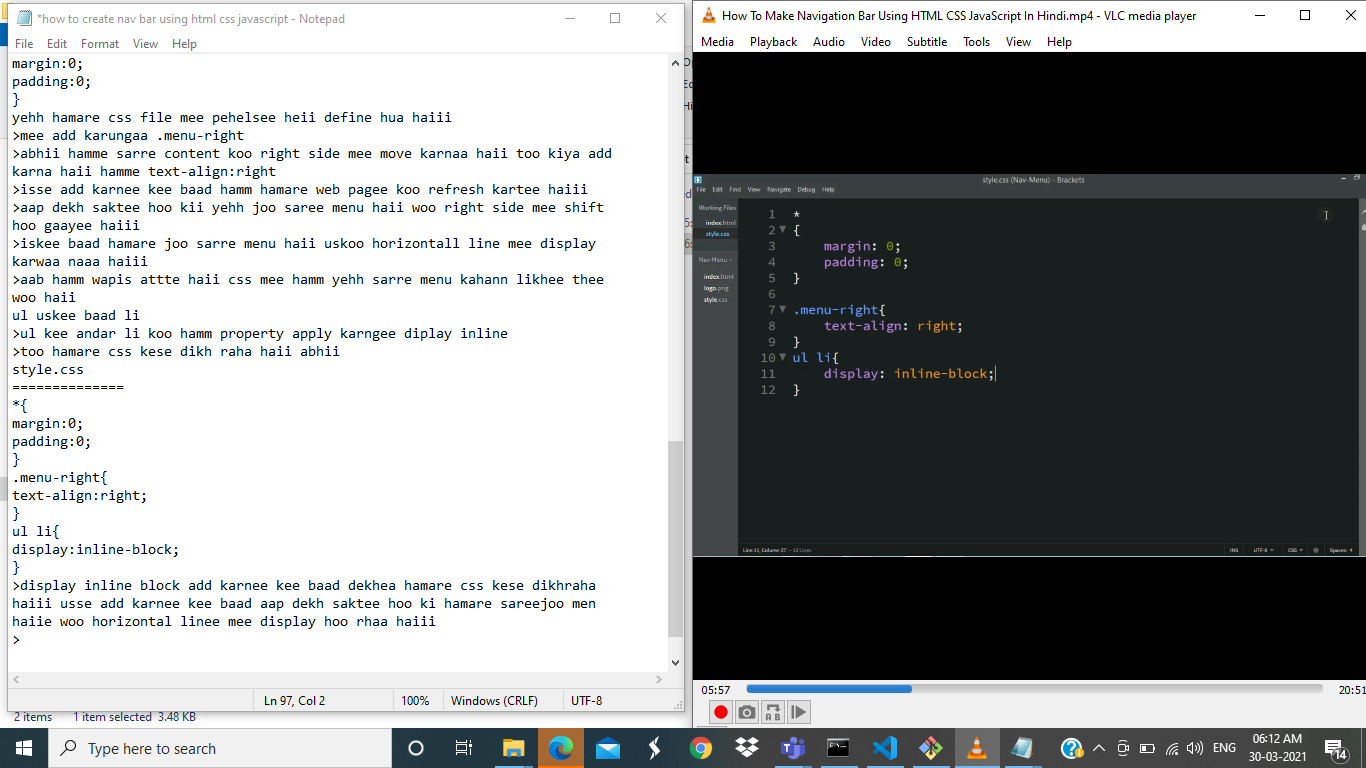 *how to create nav bar using html css javascript - Notepad
File Edit Format View Help
margin:0;
padding:0;
}
yehh hamare css file mee pehelsee heii define hua haiii
>mee add karungaa .menu-right
>abhii hamme sarre content koo right side mee move karnaa haii too kiya add
karna haii hamme text-align:right
>isse add karnee kee baad hamm hamare web pagee koo refresh kartee haiii
>aap dekh saktee hoo kii yehh joo saree menu haii woo right side mee shift
hoo gaayee haiii
>iskee baad hamare joo sarre menu haii uskoo horizontall line mee display
karwaa naaa haiii
>aab hamm wapis attte haii css mee hamm yehh sarre menu kahann likhee thee
woo haii
ul uskee baad li
>ul kee andar li koo hamm property apply karngee diplay inline
>too hamare css kese dikh raha haii abhii
style.css
==============
*{
margin:0;
padding:0;
}
.menu-right{
text-align:right;
}
ul li{
display:inline-block;
}
>display inline block add karnee kee baad dekhea hamare css kese dikhraha
haiii usse add karnee kee baad aap dekh saktee hoo ki hamare sareejoo men
haiie woo horizontal linee mee display hoo rhaa haiii
>
Ln 97, Col 2 100% Windows (CRLF) UTF-8
2 items 1 item selected 3.48 KB
How To Make Navigation Bar Using HTML CSS JavaScript In Hindi.mp4 - VLC media player
Media Playback Audio Video Subtitle Tools View Help
style.css (Nav-Menu) - Brackets
File Edit Find View Navigate Debug Help
Working Files
index.html
style.css
Nav-Menu
index.html
logo.png
style.css
1 *
2 {
3 margin: 0;
4 padding: 0;
5 }
6
7 .menu-right{
8 text-align: right;
9 }
10 ul li{
11 display: inline-block;
12 }
Line 11, Column 27 — 12 Lines
INS UTF-8 CSS Spaces: 4
05:57 20:51
Type here to search
ENG
06:12 AM
30-03-2021
14